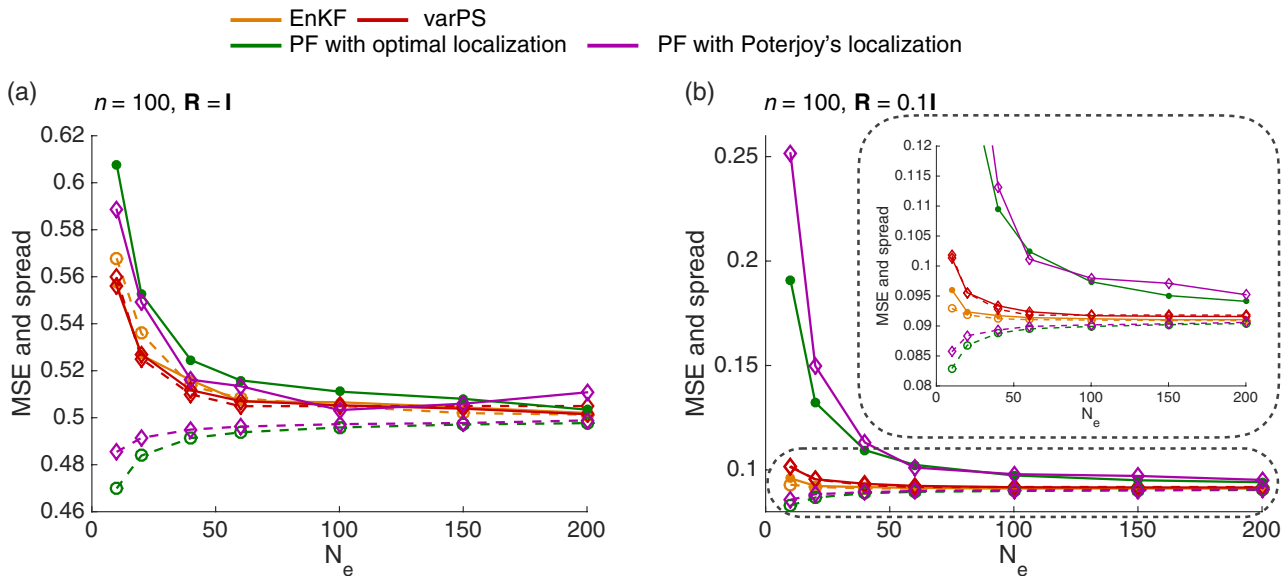 EnKF varPS
PF with optimal localization PF with Poterjoy's localization
(a)
n = 100, R = I
MSE and spread
0.62
0.6
0.58
0.56
0.54
0.52
0.5
0.48
0.46
0 50 100 150 200
N_e
(b)
n = 100, R = 0.1I
MSE and spread
0.25
0.2
0.15
0.1
0 50 100 150 200
N_e
MSE and spread
0.12
0.115
0.11
0.105
0.1
0.095
0.09
0.085
0.08
0 50 100 150 200
N_e